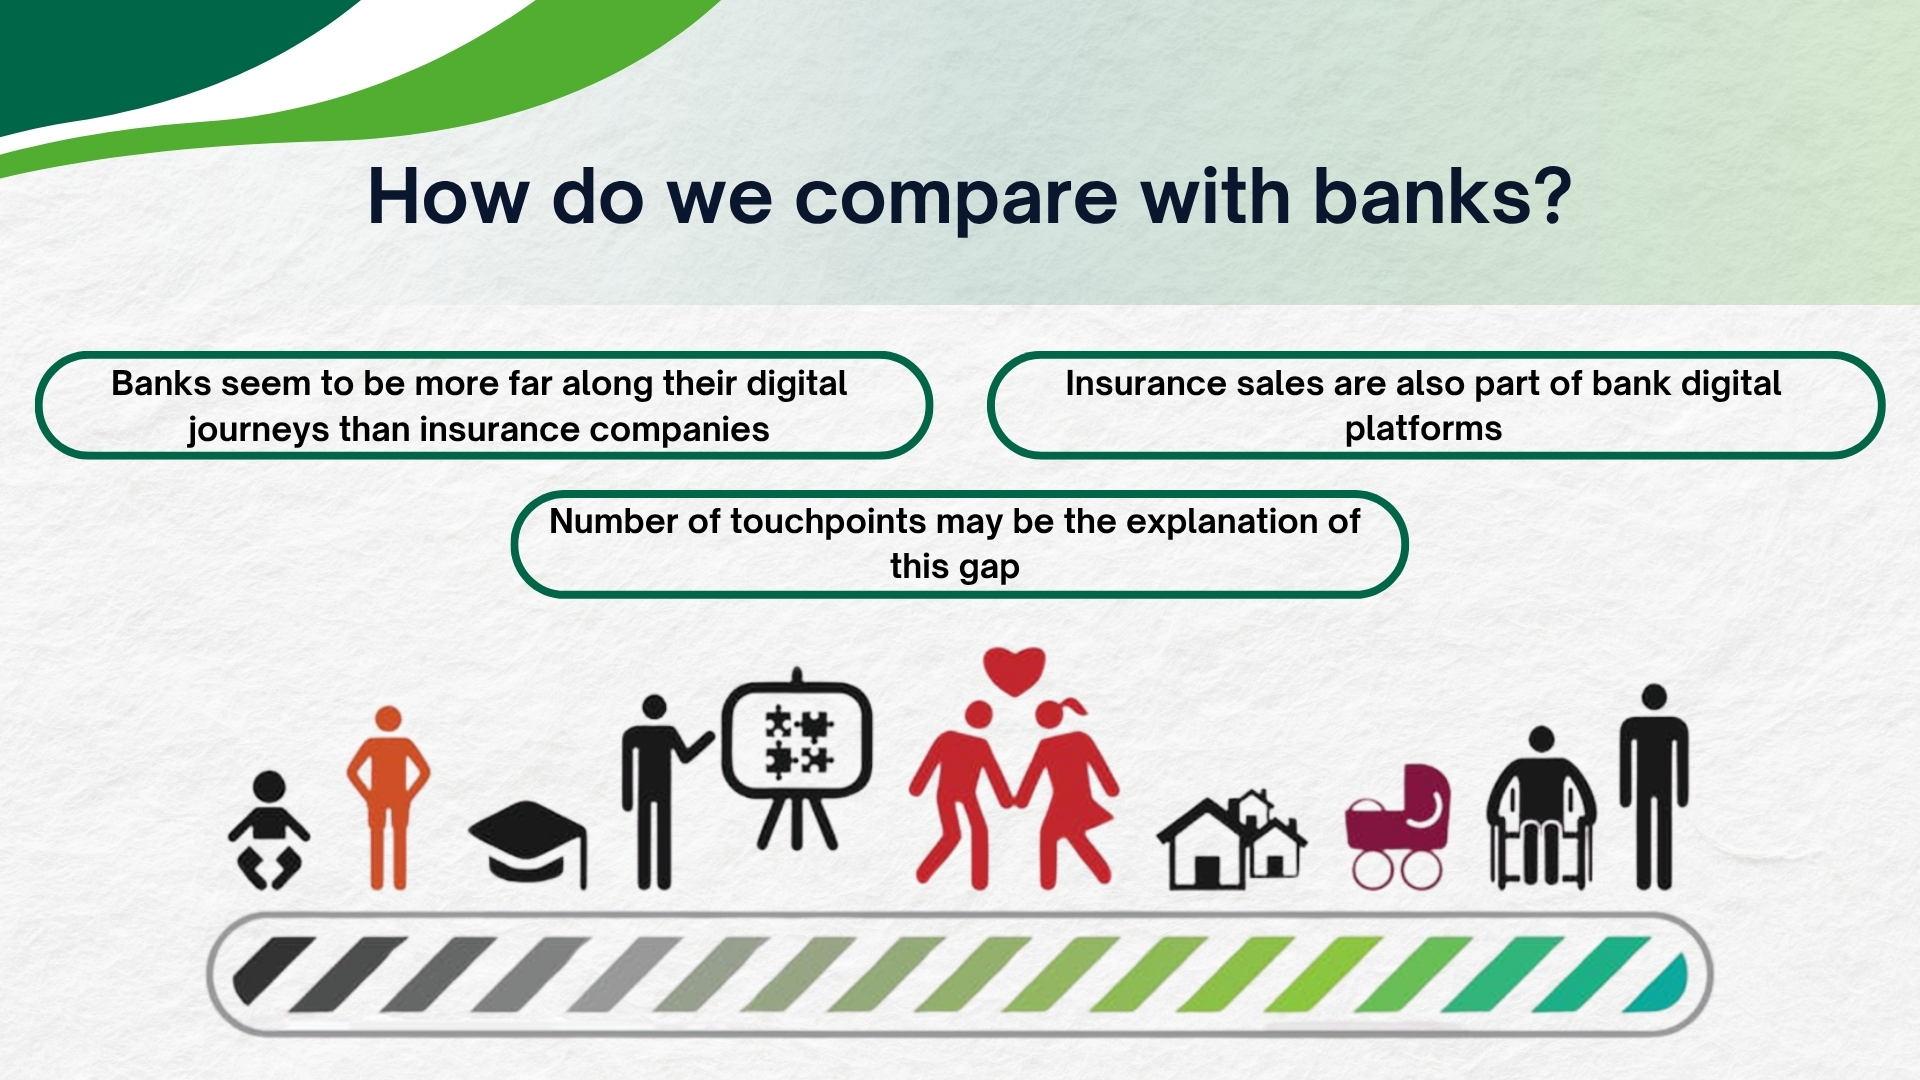 How do we compare with banks?
Banks seem to be more far along their digital
journeys than insurance companies
Insurance sales are also part of bank digital
platforms
Number of touchpoints may be the explanation of
this gap